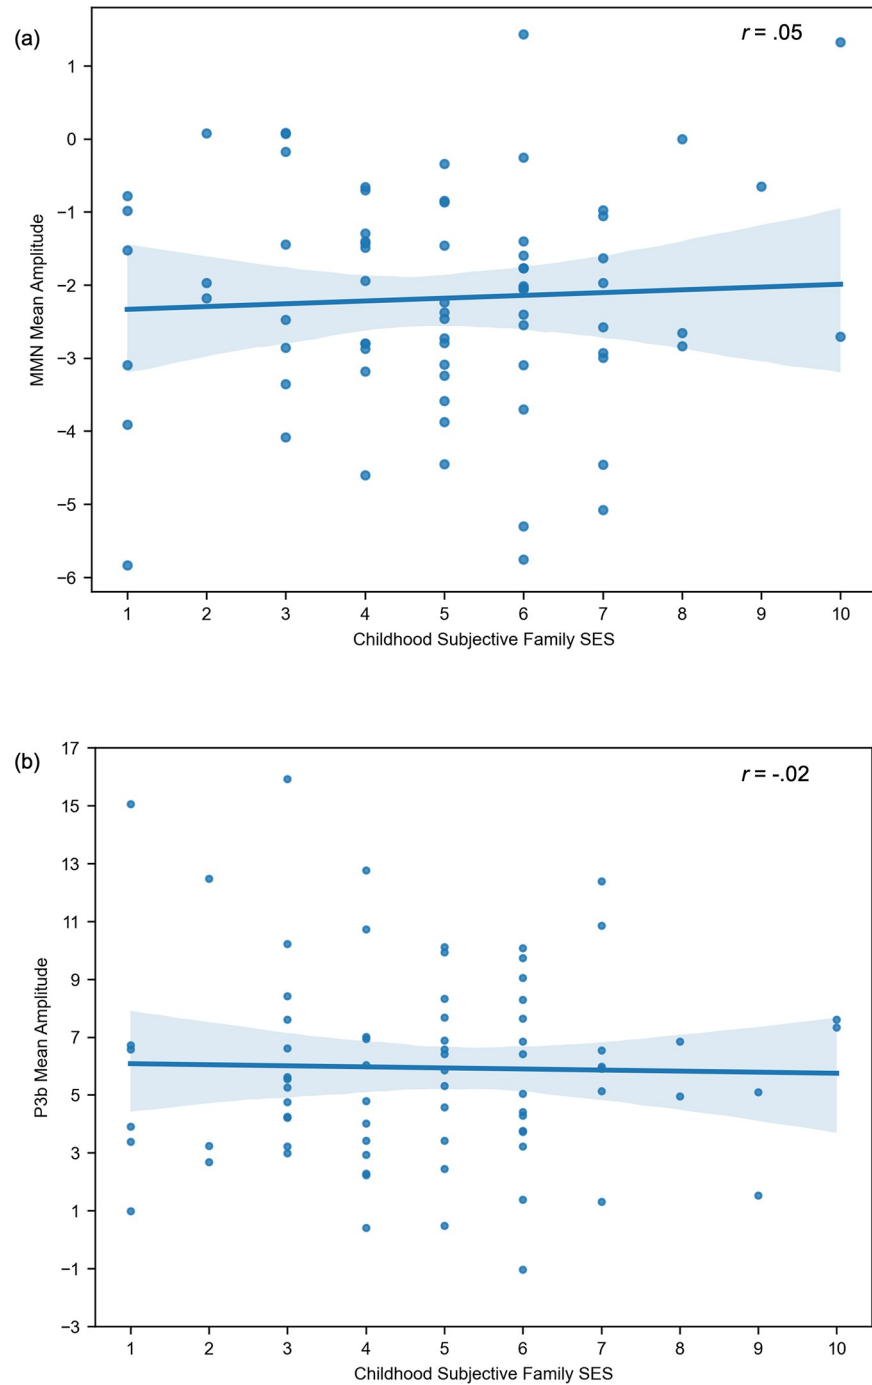 (a)
r = .05
1
0
−1
−2
−3
−4
−5
−6
MMN Mean Amplitude
1 2 3 4 5 6 7 8 9 10
Childhood Subjective Family SES
(b)
r = -.02
17
15
13
11
9
7
5
3
1
−1
−3
P3b Mean Amplitude
1 2 3 4 5 6 7 8 9 10
Childhood Subjective Family SES